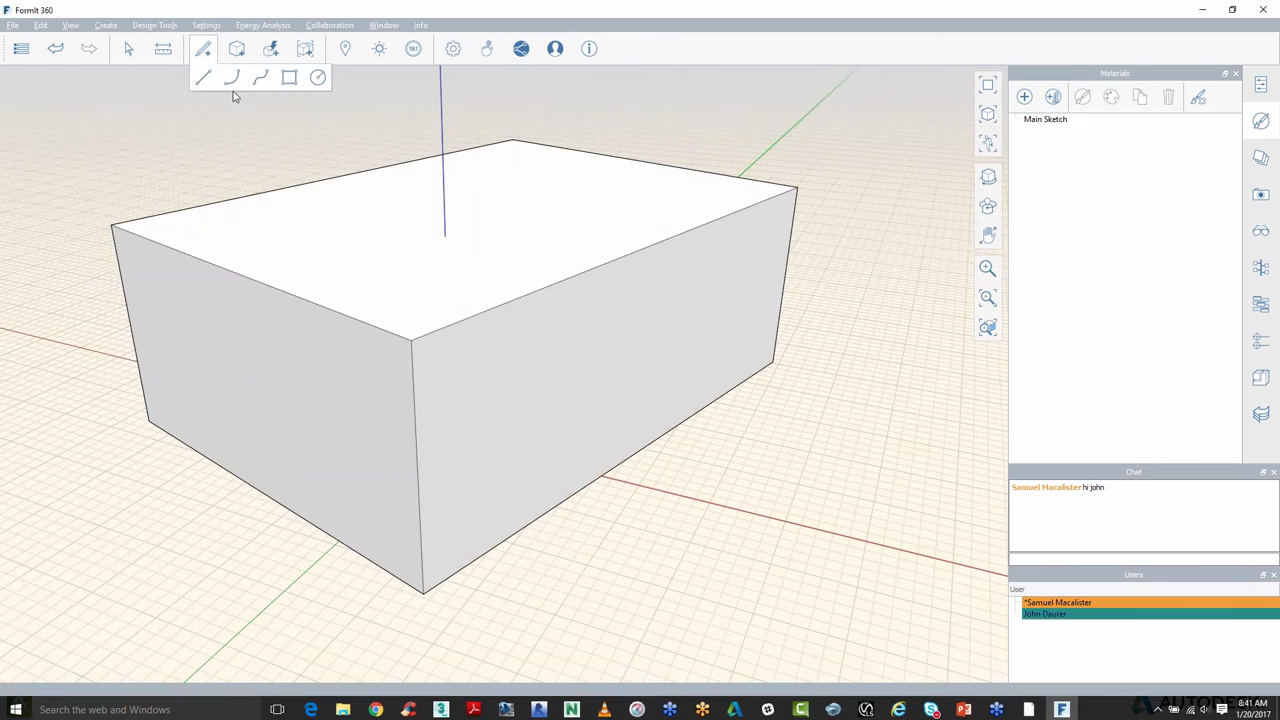 FormIt 360
File Edit View Create Design Tools Settings Energy Analysis Collaboration Window Info
Materials
Main Sketch
Chat
Samuel Macalister hi john
Users
User
*Samuel Macalister
John Daurer
AUTODESK
Search the web and Windows
8:41 AM
7/20/2017